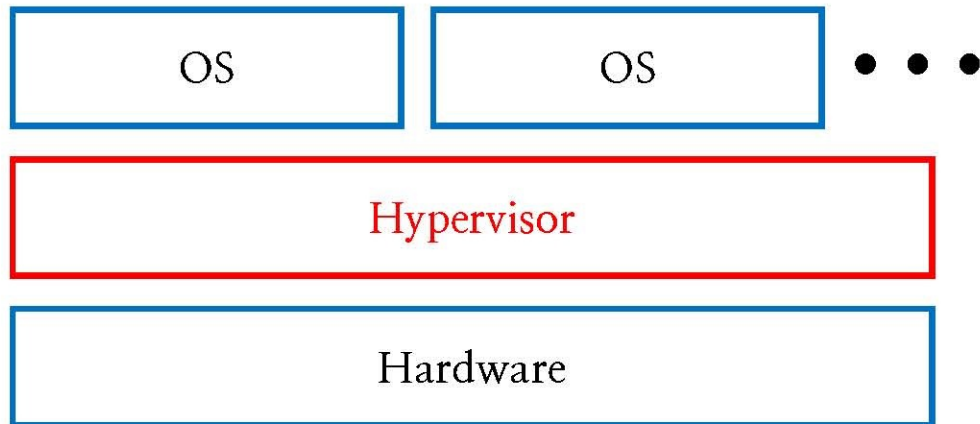 OS OS • • •
Hypervisor
Hardware